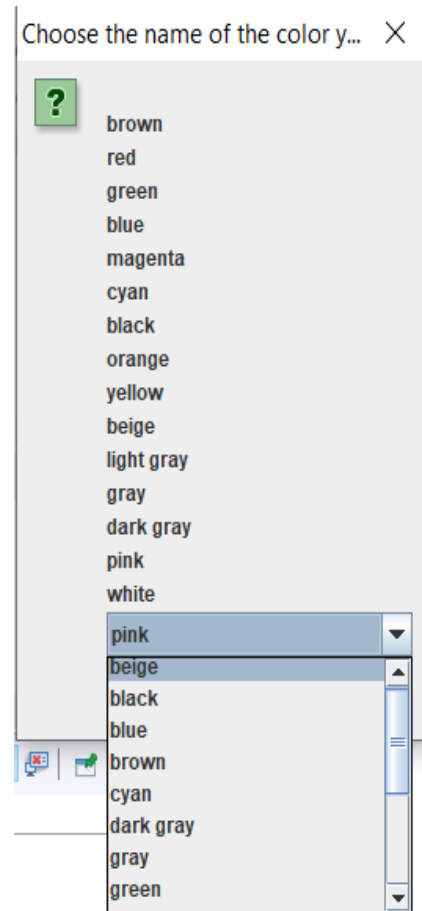 Choose the name of the color y...
?
brown
red
green
blue
magenta
cyan
black
orange
yellow
beige
light gray
gray
dark gray
pink
white
pink
beige
black
blue
brown
cyan
dark gray
gray
green